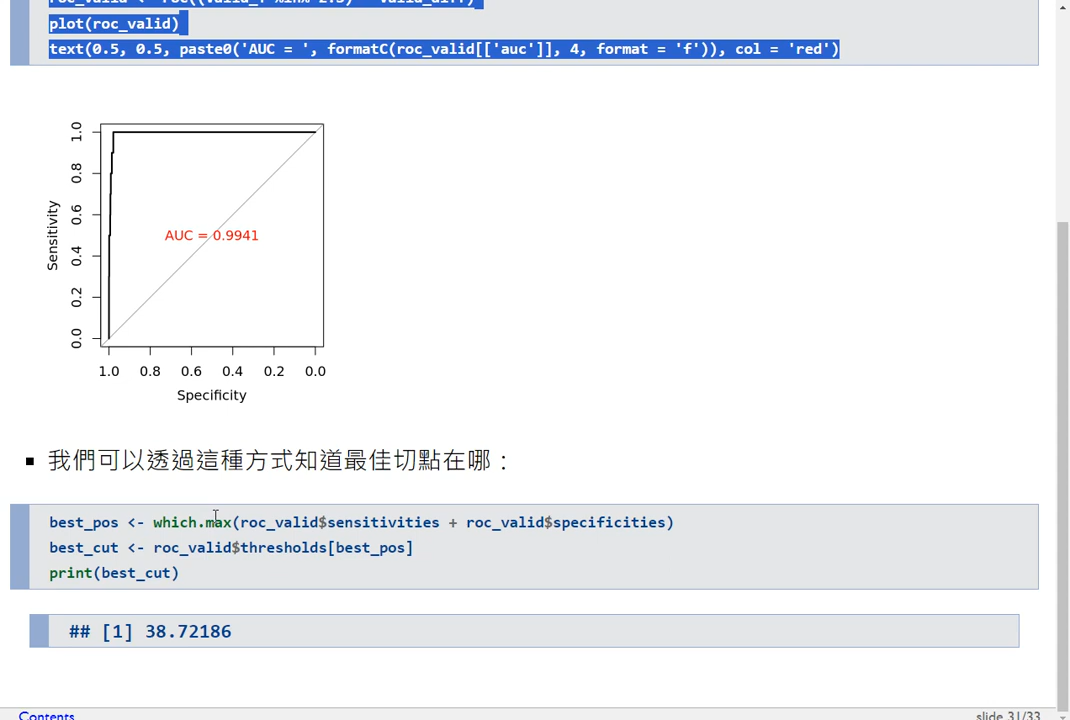 plot(roc_valid)
text(0.5, 0.5, paste0('AUC = ', formatC(roc_valid[['auc']], 4, format = 'f')), col = 'red')
1.0
0.8
0.6
0.4
0.2
0.0
Sensitivity
AUC = 0.9941
1.0 0.8 0.6 0.4 0.2 0.0
Specificity
▪ 我們可以透過這種方式知道最佳切點在哪：
best_pos <- which.max(roc_valid$sensitivities + roc_valid$specificities)
best_cut <- roc_valid$thresholds[best_pos]
print(best_cut)
## [1] 38.72186
Contents
slide 31/33